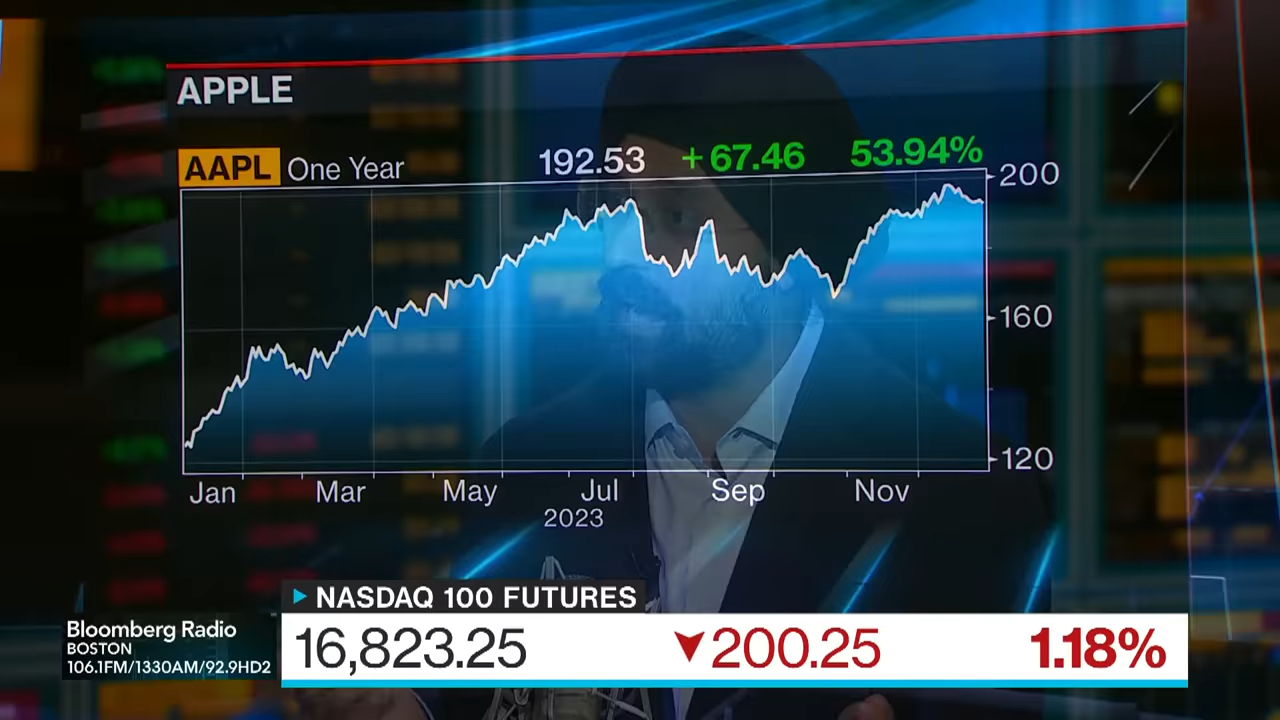 APPLE
AAPL One Year 192.53 +67.46 53.94%
200
160
120
Jan Mar May Jul Sep Nov
2023
NASDAQ 100 FUTURES
16,823.25 ▼200.25 1.18%
Bloomberg Radio
BOSTON
106.1FM/1330AM/92.9HD2